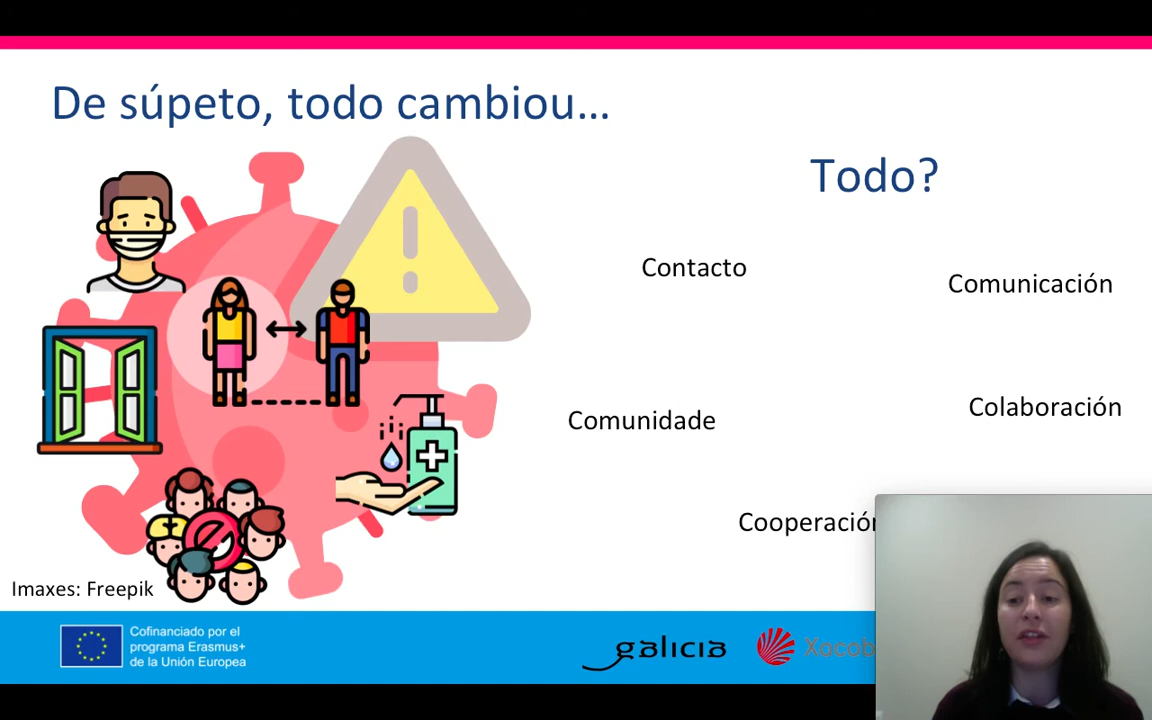 De súpeto, todo cambiou...
Todo?
Contacto
Comunicación
Comunidade
Colaboración
Cooperación
Imaxes: Freepik
Cofinanciado por el
programa Erasmus+
de la Unión Europea
galicia
Xacob